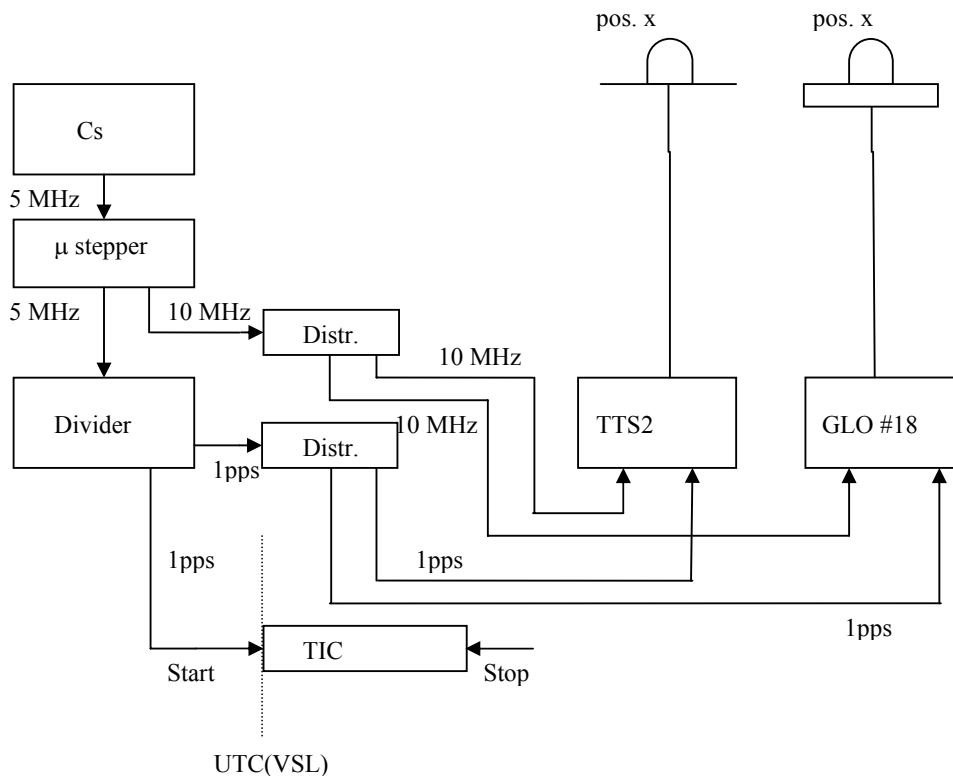 pos. x
pos. x
Cs
5 MHz
μ stepper
5 MHz
10 MHz
Distr.
10 MHz
Divider
10 MHz
TTS2
GLO #18
Distr.
1pps
1pps
1pps
1pps
TIC
Start
Stop
UTC(VSL)